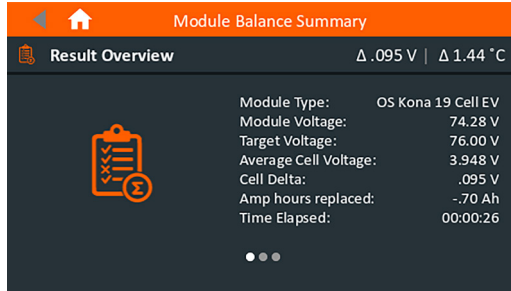 Module Balance Summary
Result Overview Δ .095 V | Δ 1.44 °C
Module Type: OS Kona 19 Cell EV
Module Voltage: 74.28 V
Target Voltage: 76.00 V
Average Cell Voltage: 3.948 V
Cell Delta: .095 V
Amp hours replaced: -.70 Ah
Time Elapsed: 00:00:26
Σ